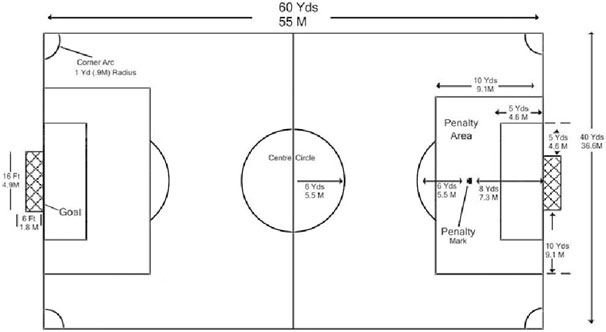 60 Yds
55 M
Corner Arc
1 Yd (.9M) Radius
10 Yds
9.1M
5 Yds
4.6 M
Penalty
Area
5 Yds
4.6 M
40 Yds
36.6M
Centre Circle
16 Ft
4.9M
6 Yds
5.5 M
6 Yds
5.5 M
8 Yds
7.3 M
Goal
6 Ft
1.8 M
Penalty
Mark
10 Yds
9.1 M